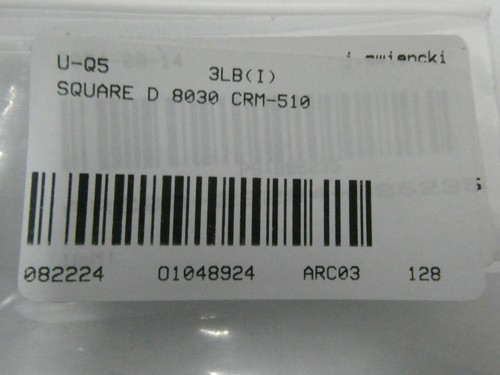 U-Q5 3LB(I)
SQUARE D 8030 CRM-510
082224 01048924 ARC03 128